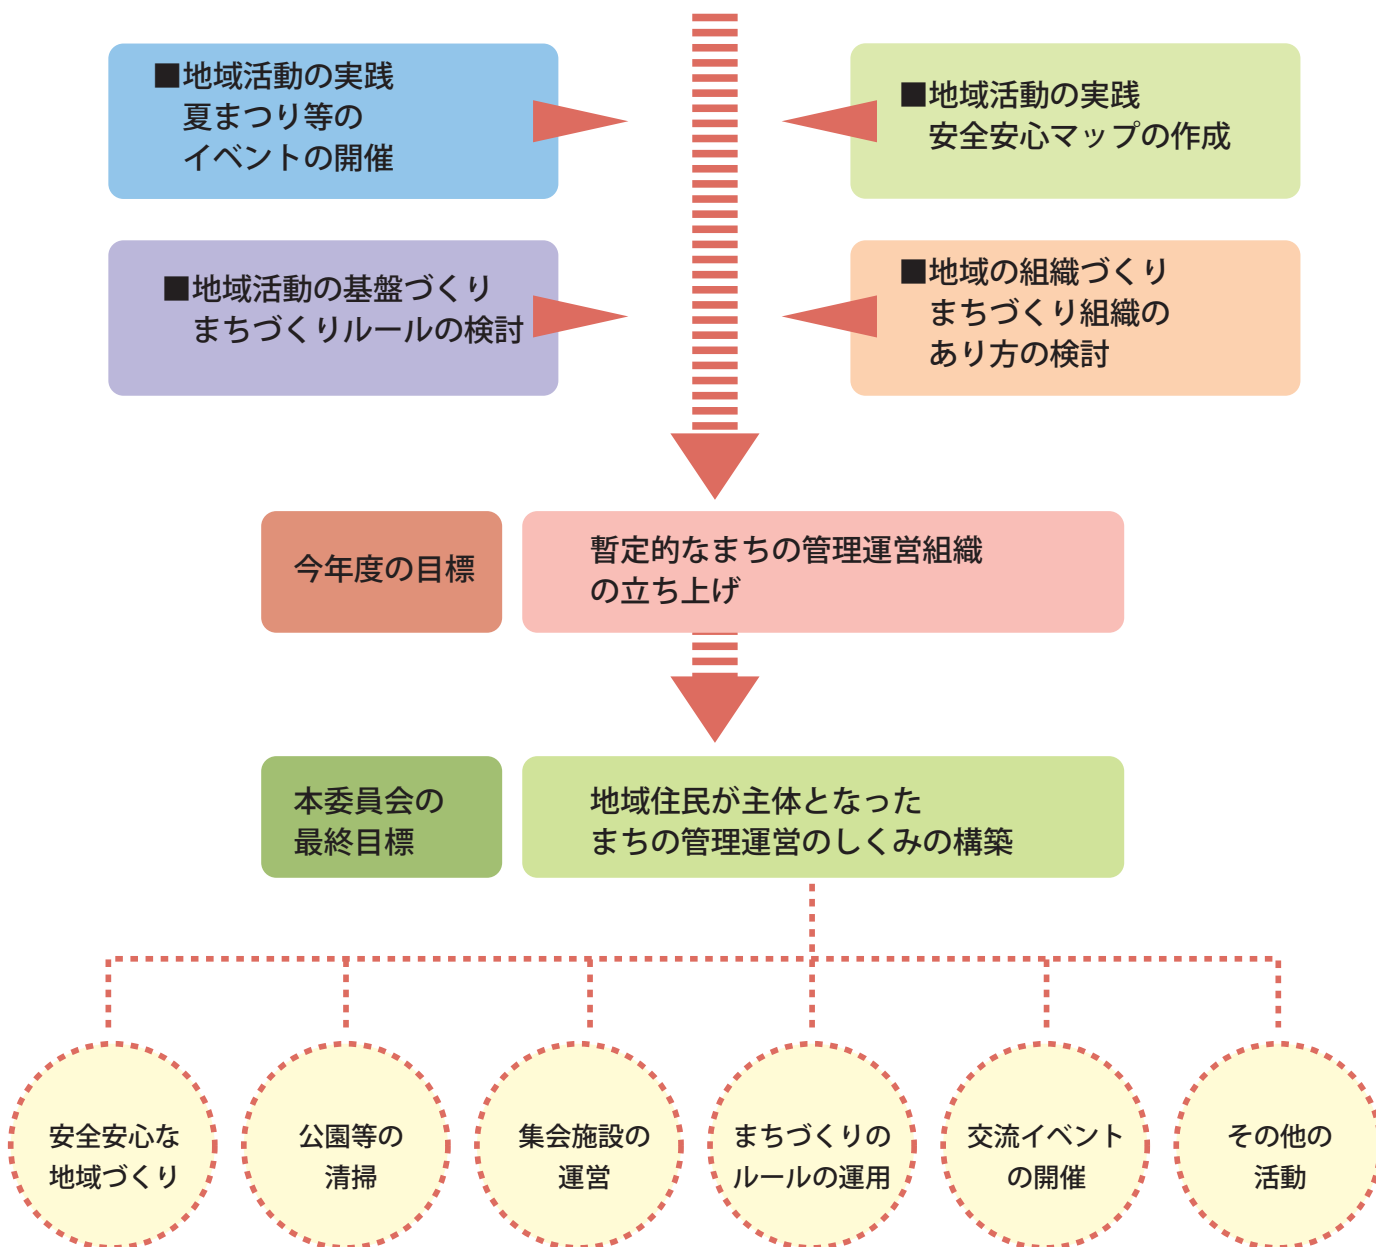 ■地域活動の実践
夏まつり等の
イベントの開催
■地域活動の実践
安全安心マップの作成
■地域活動の基盤づくり
まちづくりルールの検討
■地域の組織づくり
まちづくり組織の
あり方の検討
今年度の目標
暫定的なまちの管理運営組織
の立ち上げ
本委員会の
最終目標
地域住民が主体となった
まちの管理運営のしくみの構築
安全安心な
地域づくり
公園等の
清掃
集会施設の
運営
まちづくりの
ルールの運用
交流イベント
の開催
その他の
活動